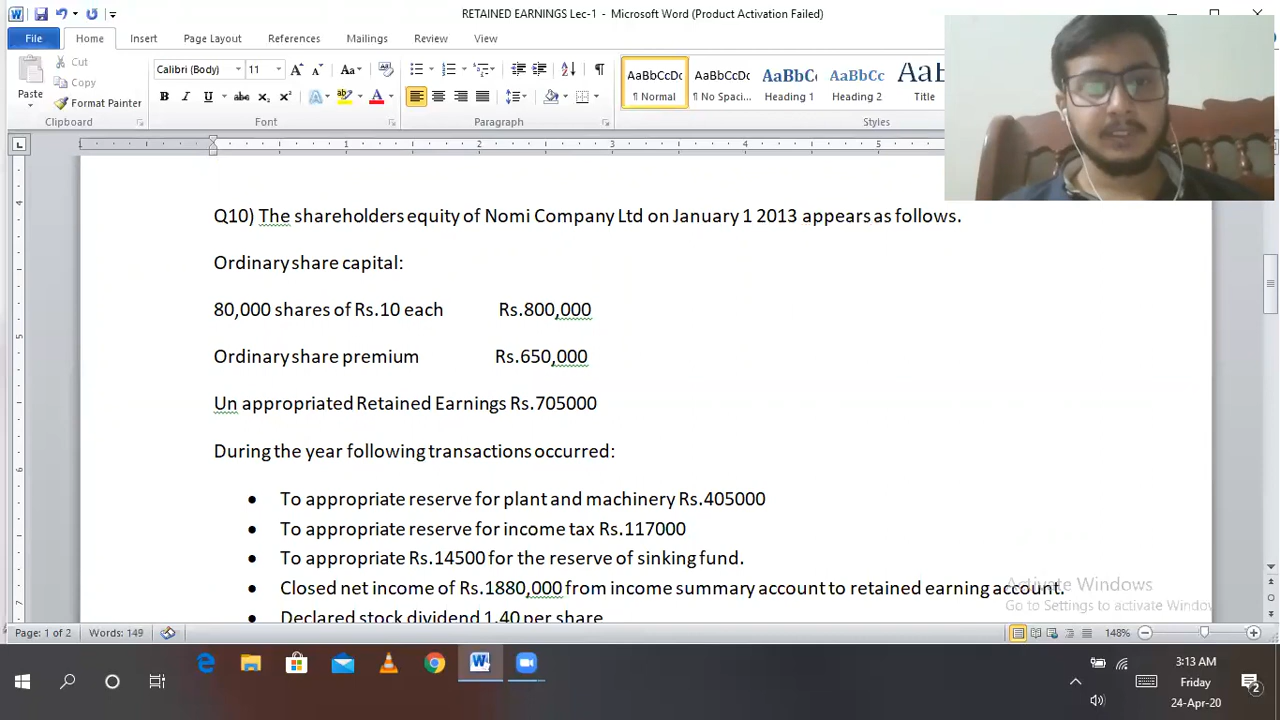 RETAINED EARNINGS Lec-1 - Microsoft Word (Product Activation Failed)
File Home Insert Page Layout References Mailings Review View
Paste
Cut
Copy
Format Painter
Clipboard
Calibri (Body) 11
Font
Paragraph
AaBbCcDc AaBbCcDc AaBbCc AaBbCc AaB
¶ Normal ¶ No Spaci... Heading 1 Heading 2 Title
Styles
1 2 3 4 5
Q10) The shareholders equity of Nomi Company Ltd on January 1 2013 appears as follows.
Ordinary share capital:
80,000 shares of Rs.10 each Rs.800,000
Ordinary share premium Rs.650,000
Un appropriated Retained Earnings Rs.705000
During the year following transactions occurred:
• To appropriate reserve for plant and machinery Rs.405000
• To appropriate reserve for income tax Rs.117000
• To appropriate Rs.14500 for the reserve of sinking fund.
• Closed net income of Rs.1880,000 from income summary account to retained earning account.
• Declared stock dividend 1.40 per share
Activate Windows
Go to Settings to activate Window
Page: 1 of 2 Words: 149 148%
3:13 AM
Friday
24-Apr-20
2